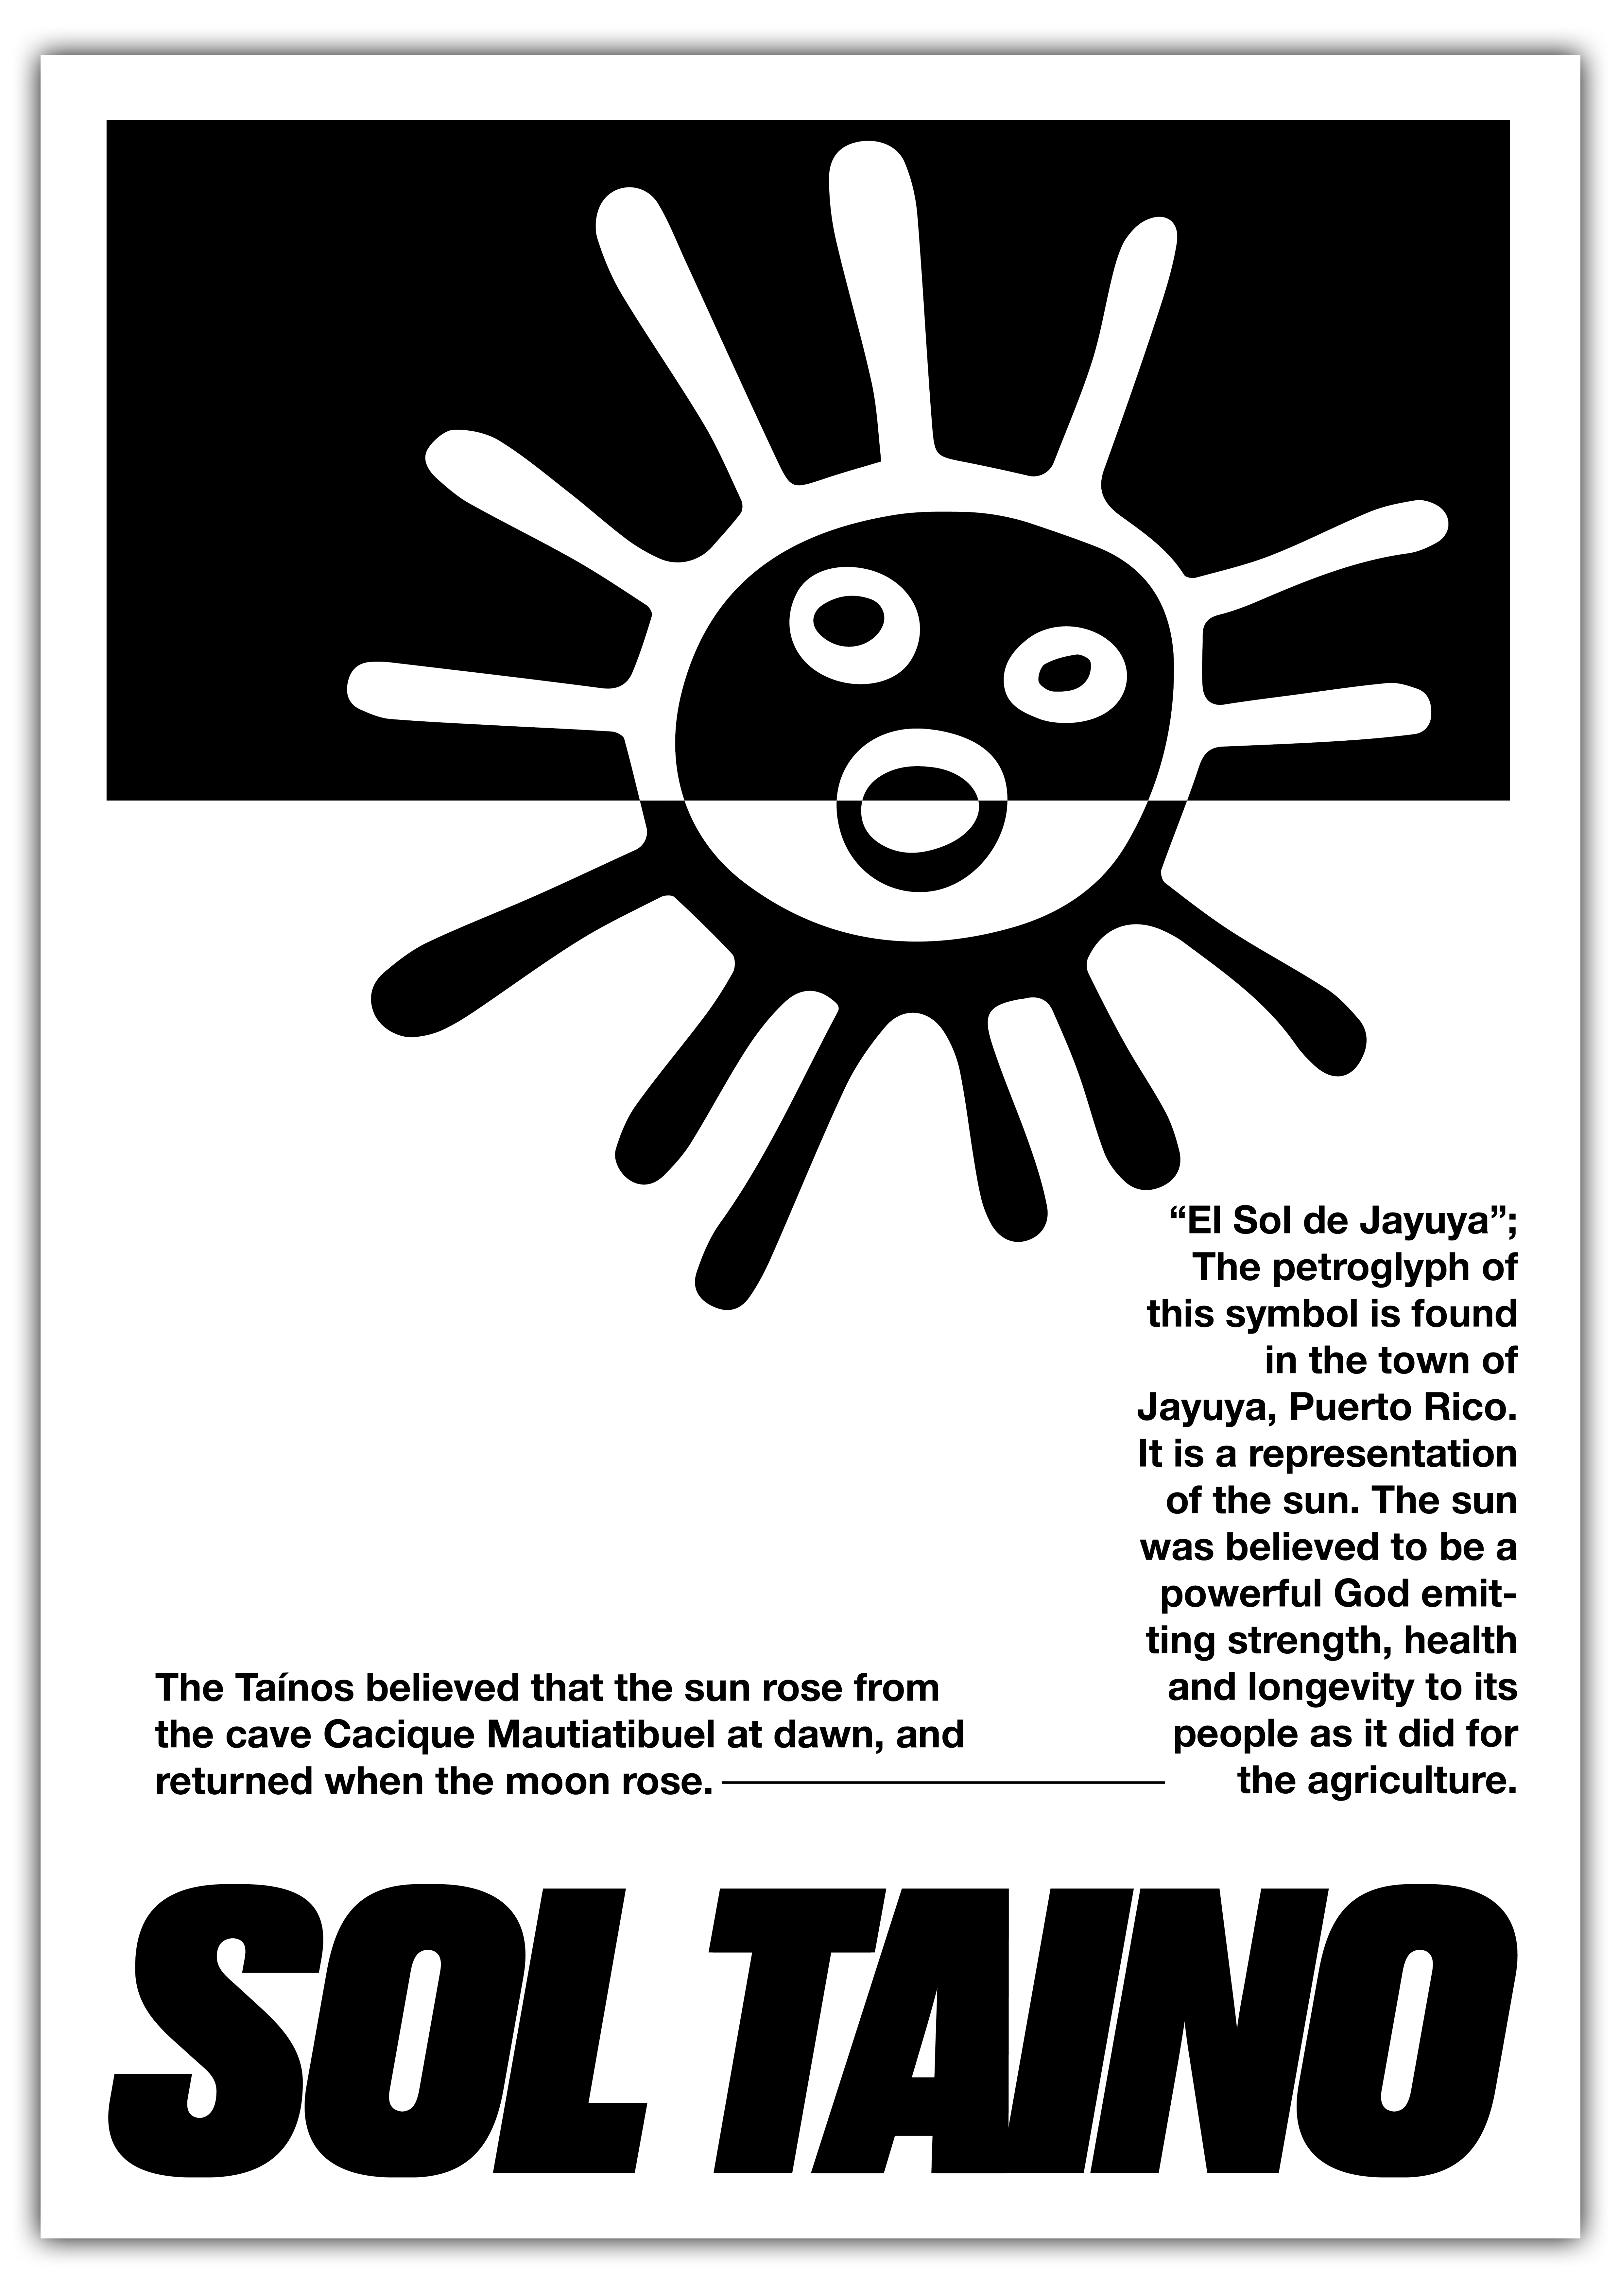 “El Sol de Jayuya”;
The petroglyph of
this symbol is found
in the town of
Jayuya, Puerto Rico.
It is a representation
of the sun. The sun
was believed to be a
powerful God emit-
ting strength, health
and longevity to its
people as it did for
the agriculture.
The Taínos believed that the sun rose from
the cave Cacique Mautiatibuel at dawn, and
returned when the moon rose.
SOL TAINO